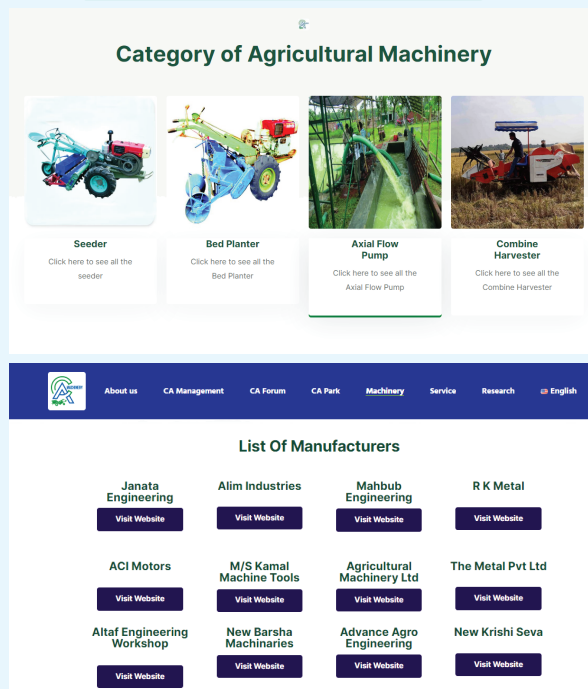 Category of Agricultural Machinery
Seeder
Click here to see all the
seeder
Bed Planter
Click here to see all the
Bed Planter
Axial Flow
Pump
Click here to see all the
Axial Flow Pump
Combine
Harvester
Click here to see all the
Combine Harvester
About us
CA Management
CA Forum
CA Park
Machinery
Service
Research
English
List Of Manufacturers
Janata
Engineering
Visit Website
Alim Industries
Visit Website
Mahbub
Engineering
Visit Website
R K Metal
Visit Website
ACI Motors
Visit Website
M/S Kamal
Machine Tools
Visit Website
Agricultural
Machinery Ltd
Visit Website
The Metal Pvt Ltd
Visit Website
Altaf Engineering
Workshop
Visit Website
New Barsha
Machinaries
Visit Website
Advance Agro
Engineering
Visit Website
New Krishi Seva
Visit Website